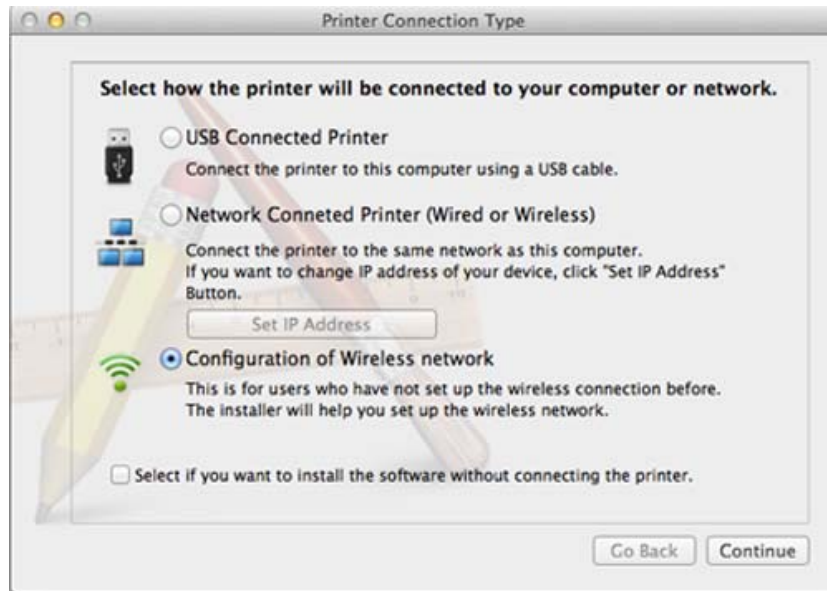 Printer Connection Type
Select how the printer will be connected to your computer or network.
USB Connected Printer
Connect the printer to this computer using a USB cable.
Network Conneted Printer (Wired or Wireless)
Connect the printer to the same network as this computer.
If you want to change IP address of your device, click "Set IP Address"
Button.
Set IP Address
Configuration of Wireless network
This is for users who have not set up the wireless connection before.
The installer will help you set up the wireless network.
Select if you want to install the software without connecting the printer.
Go Back
Continue